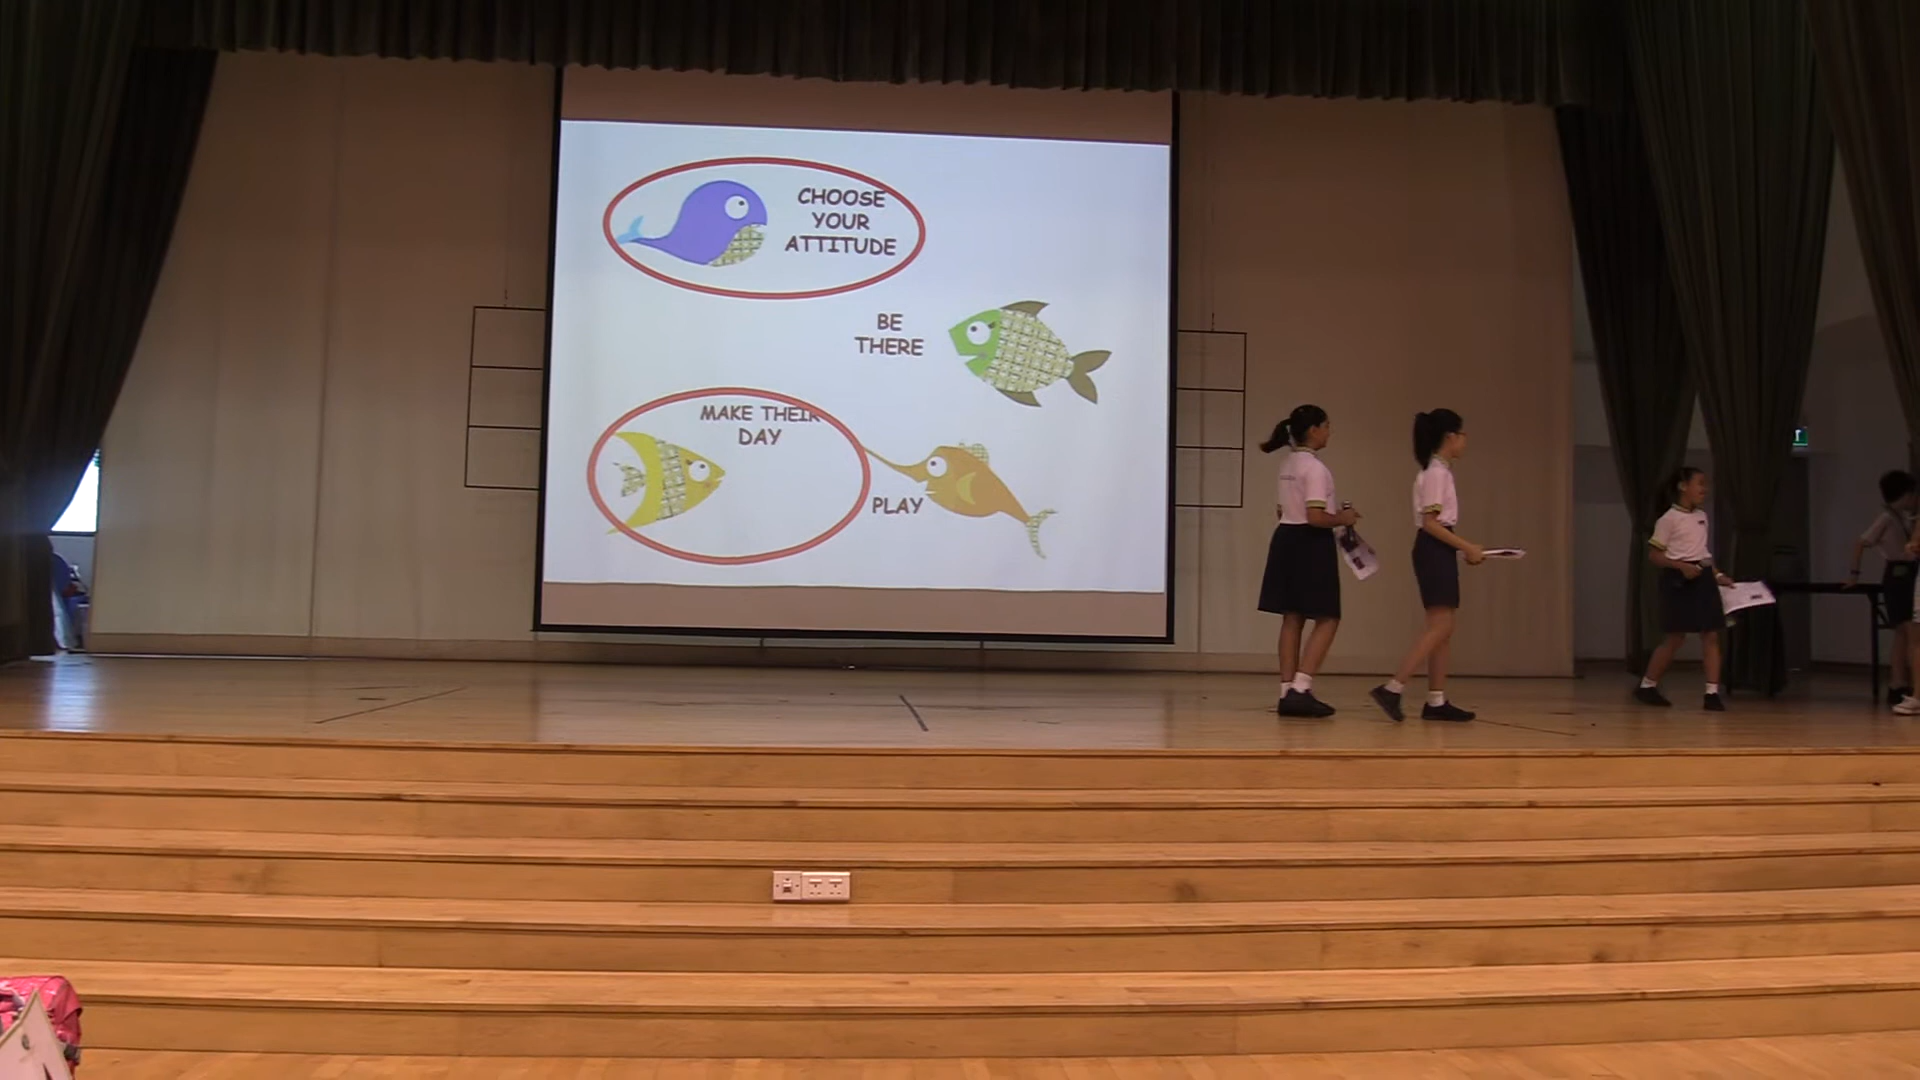 CHOOSE
YOUR
ATTITUDE
BE
THERE
MAKE THEIR
DAY
PLAY